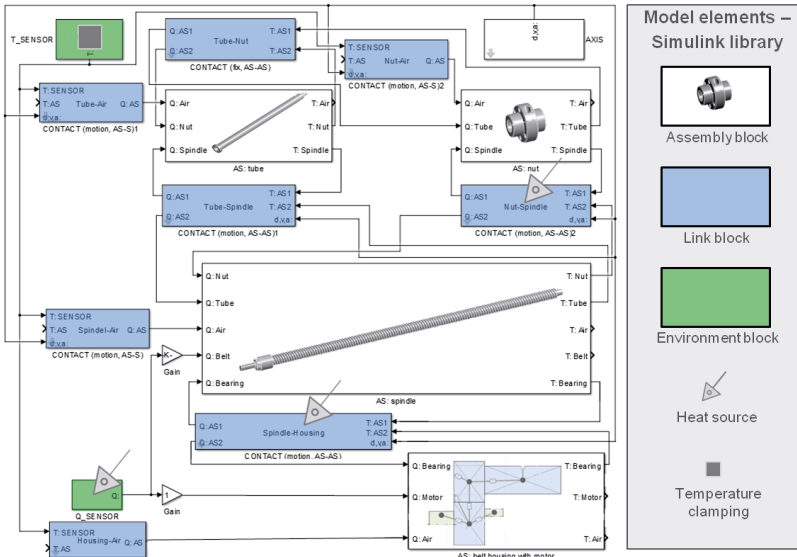 T_SENSOR
T
Q: AS1
Q: AS2
Tube-Nut
T: AS1
T: AS2
CONTACT (fix, AS-AS)
T: SENSOR
T: AS
d,v,a:
Nut-Air
Q: AS
CONTACT (motion, AS-S)2
d,v,a:
AXIS
T: SENSOR
T: AS
d,v,a:
Tube-Air
Q: AS
CONTACT (motion, AS-S)1
Q: Air
Q: Nut
Q: Spindle
T: Air
T: Nut
T: Spindle
AS: tube
Q: Air
Q: Tube
Q: Spindle
T: Air
T: Tube
T: Spindle
AS: nut
Q: AS1
Q: AS2
Tube-Spindle
T: AS1
T: AS2
d,v,a:
CONTACT (motion, AS-AS)1
Q: AS1
Q: AS2
Nut-Spindle
T: AS1
T: AS2
d,v,a:
CONTACT (motion, AS-AS)2
Q: Nut
Q: Tube
Q: Air
Q: Belt
Q: Bearing
T: Nut
T: Tube
T: Air
T: Belt
T: Bearing
AS: spindle
T: SENSOR
T: AS
d,v,a:
Spindel-Air
Q: AS
CONTACT (motion, AS-S)
K-
Gain
Q: AS1
Q: AS2
Spindle-Housing
T: AS1
T: AS2
d,v,a:
CONTACT (motion, AS-AS)
Q:
Q_SENSOR
1
Gain
Q: Bearing
Q: Motor
Q: Air
T: Bearing
T: Motor
T: Air
AS: belt housing with motor
T: SENSOR
T: AS
Housing-Air
Q: AS
Model elements –
Simulink library
Assembly block
Link block
Environment block
Heat source
Temperature
clamping